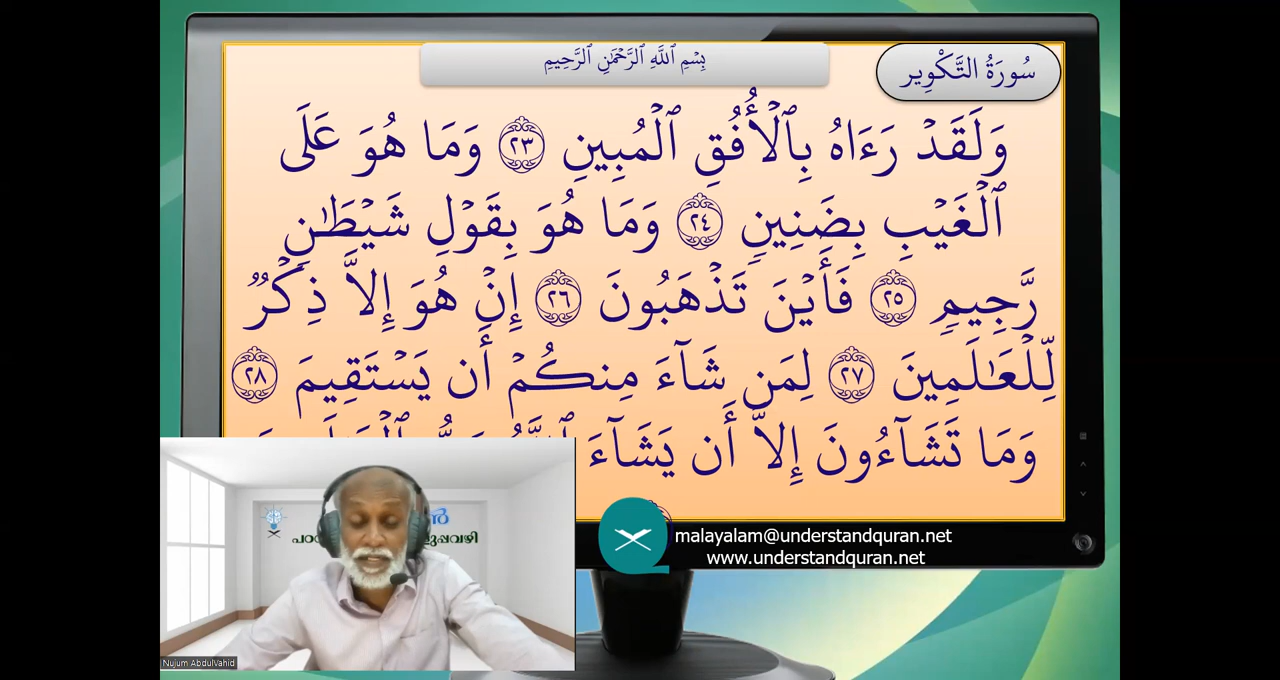 بِسْمِ ٱللَّهِ ٱلرَّحْمَٰنِ ٱلرَّحِيمِ
سُورَةُ التَّكْوِير
وَلَقَدْ رَءَاهُ بِٱلْأُفُقِ ٱلْمُبِينِ ٢٣ وَمَا هُوَ عَلَى
ٱلْغَيْبِ بِضَنِينٍ ٢٤ وَمَا هُوَ بِقَوْلِ شَيْطَٰنٍ
رَّجِيمٍ ٢٥ فَأَيْنَ تَذْهَبُونَ ٢٦ إِنْ هُوَ إِلَّا ذِكْرٌ
لِّلْعَٰلَمِينَ ٢٧ لِمَن شَآءَ مِنكُمْ أَن يَسْتَقِيمَ ٢٨
وَمَا تَشَآءُونَ إِلَّا أَن يَشَآءَ
malayalam@understandquran.net
www.understandquran.net
Nujum AbdulVahid